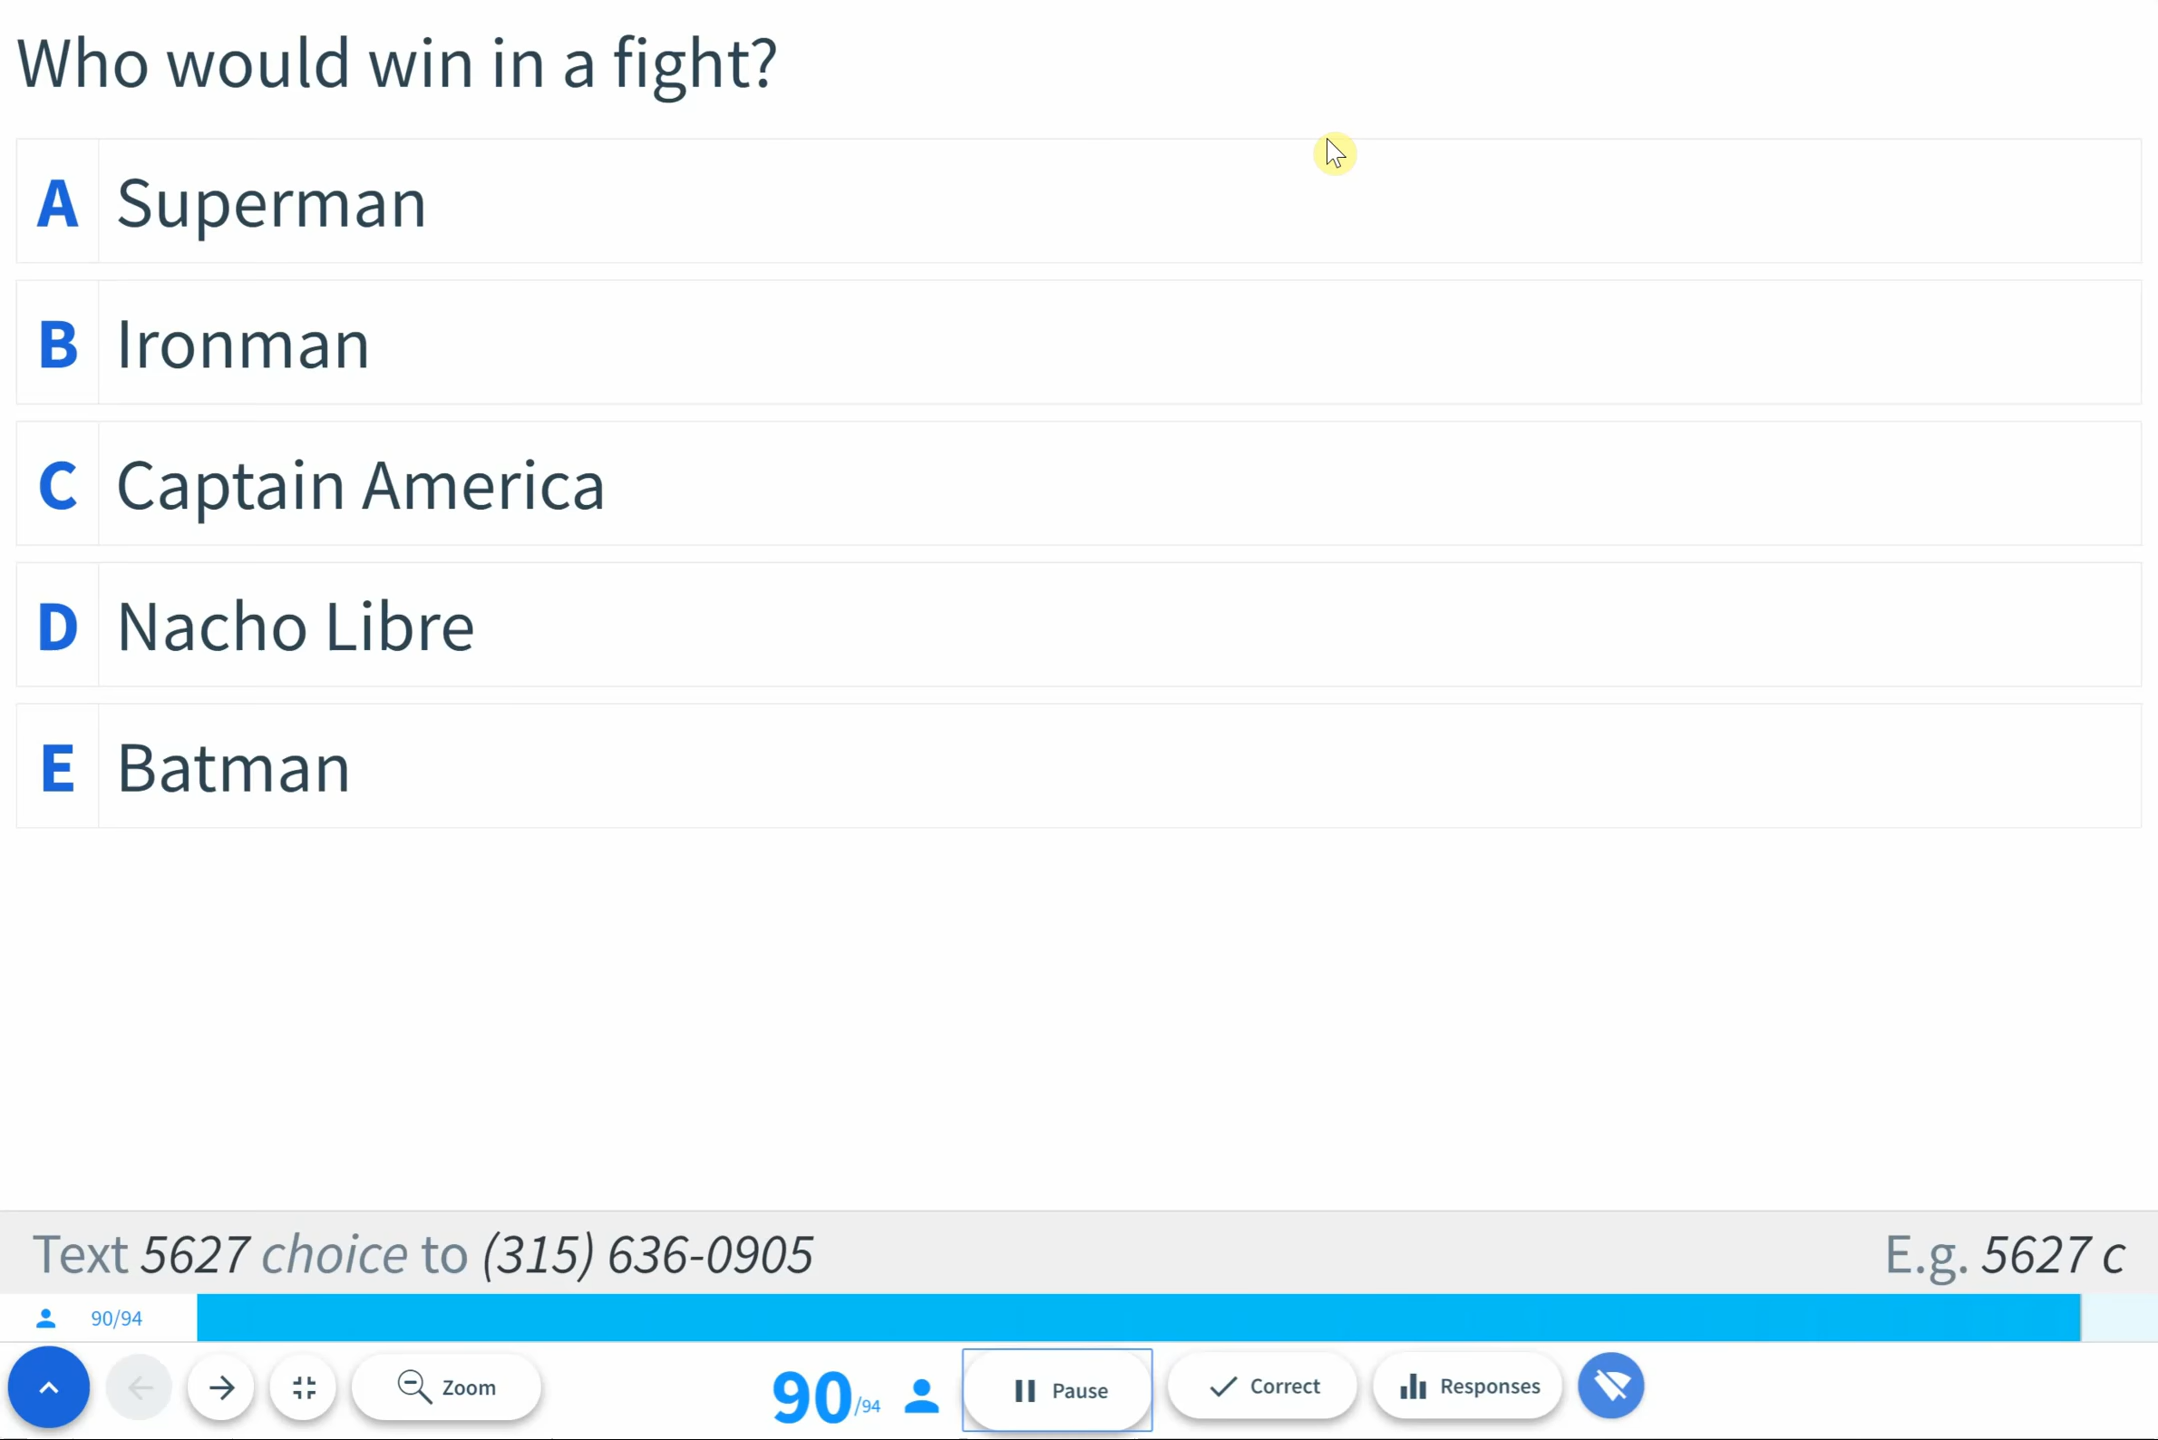 Who would win in a fight?
A Superman
B Ironman
C Captain America
D Nacho Libre
E Batman
Text 5627 choice to (315) 636-0905
E.g. 5627 c
90/94
Zoom
90/94
Pause
Correct
Responses